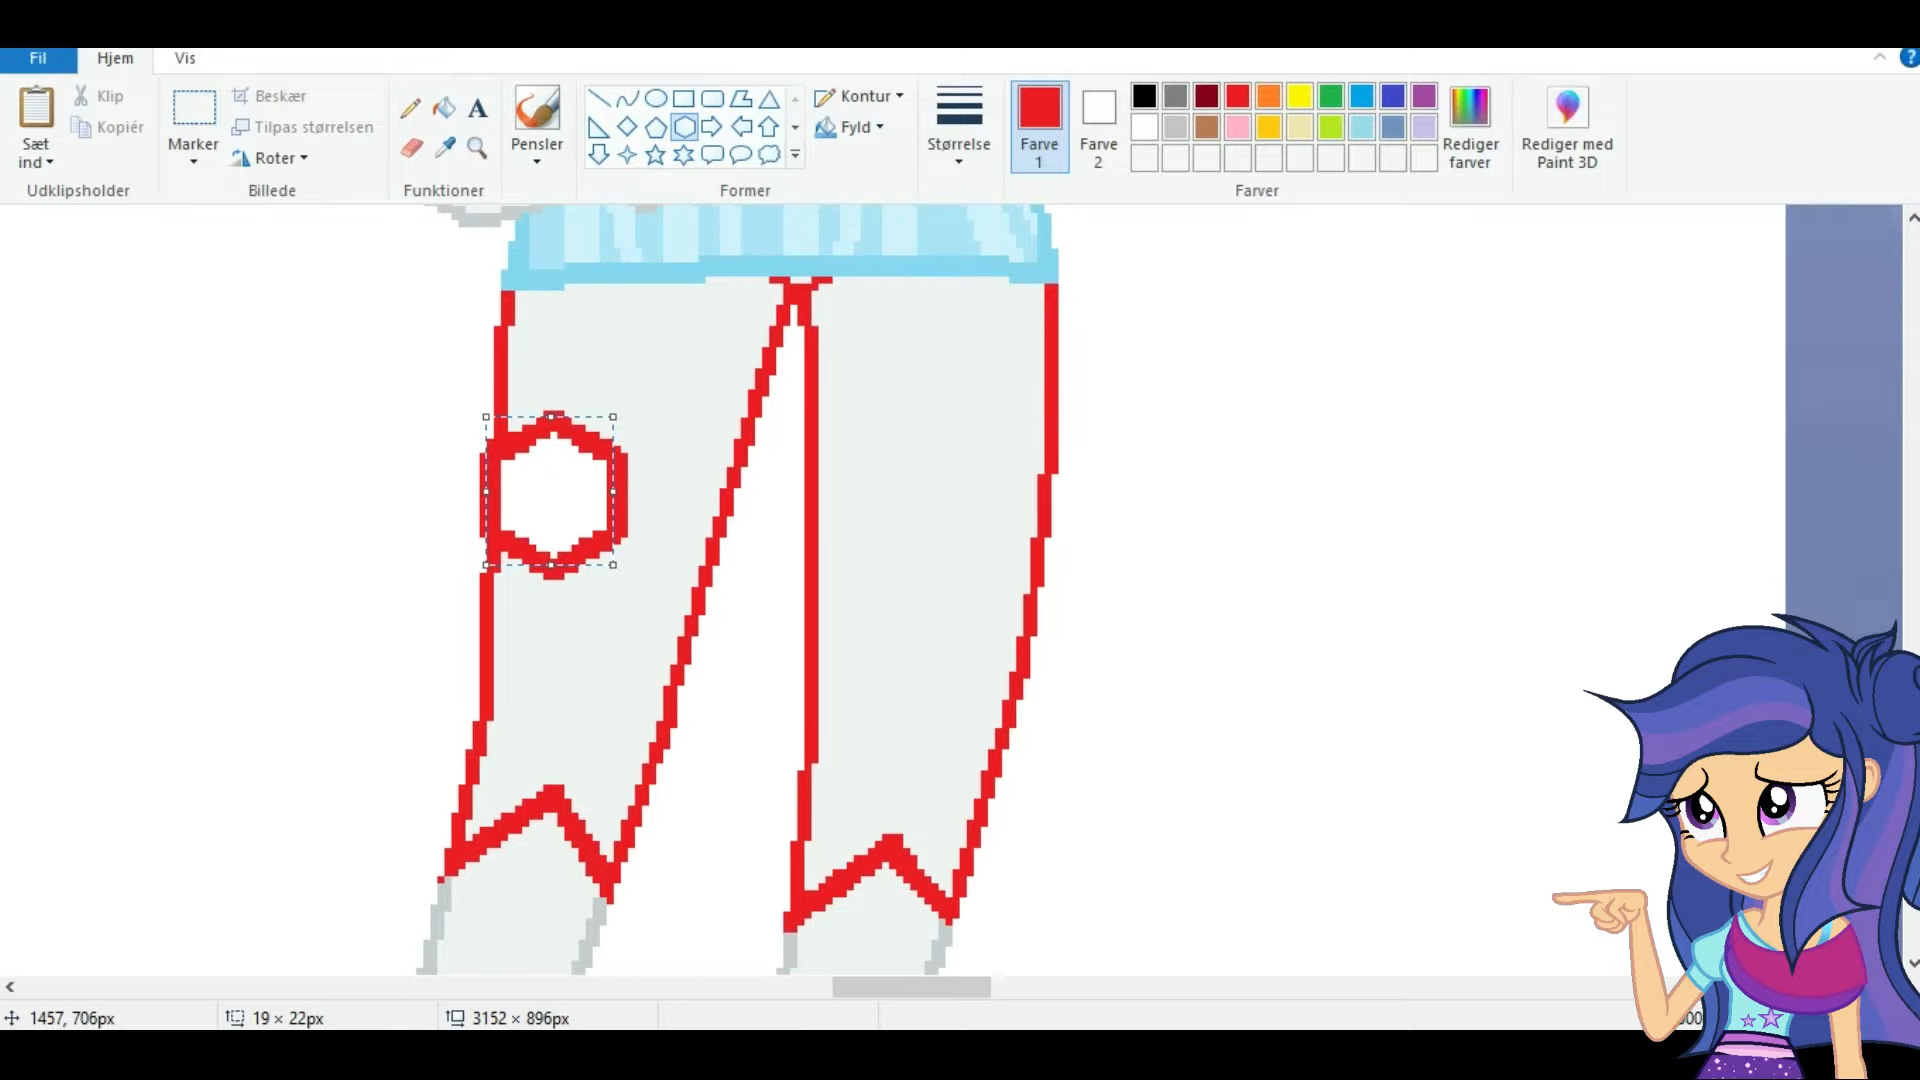 Fil Hjem Vis
Sæt ind
Klip
Kopiér
Udklipsholder
Marker
Beskær
Tilpas størrelsen
Roter
Billede
A
Funktioner
Pensler
Former
Kontur
Fyld
Størrelse
Farve 1
Farve 2
Farver
Rediger farver
Rediger med Paint 3D
?
1457, 706px
19 × 22px
3152 × 896px